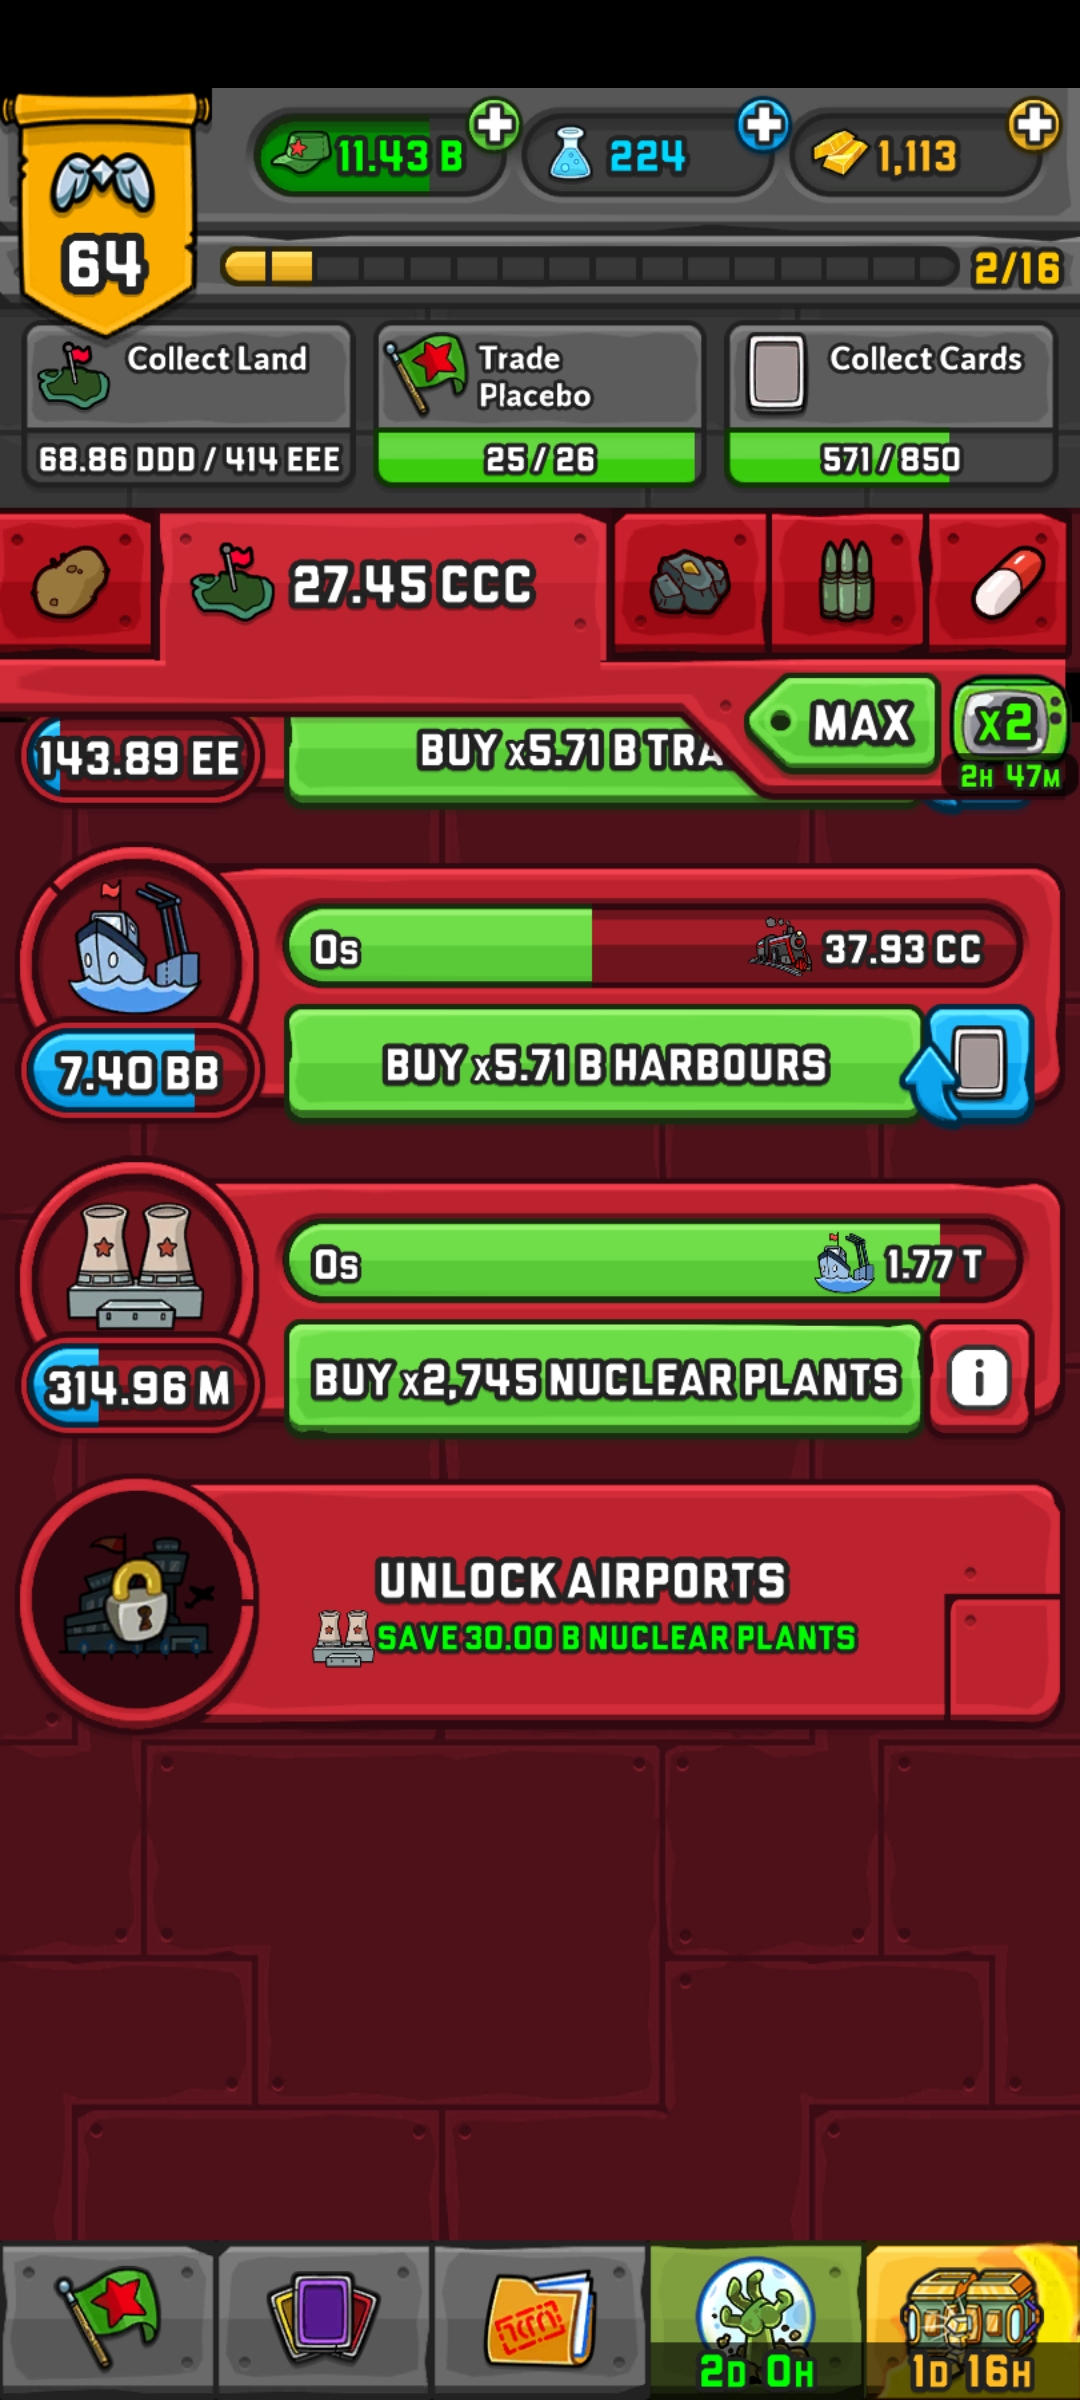 11.43 B
224
1,113
64
2/16
Collect Land
68.86 DDD / 414 EEE
Trade
Placebo
25 / 26
Collect Cards
571 / 850
27.45 CCC
MAX
x2
2H 47M
143.89 EE
BUY x5.71 B TRA
0s
37.93 CC
7.40 BB
BUY x5.71 B HARBOURS
0s
1.77 T
314.96 M
BUY x2,745 NUCLEAR PLANTS
i
UNLOCK AIRPORTS
SAVE 30.00 B NUCLEAR PLANTS
2D 0H
1D 16H